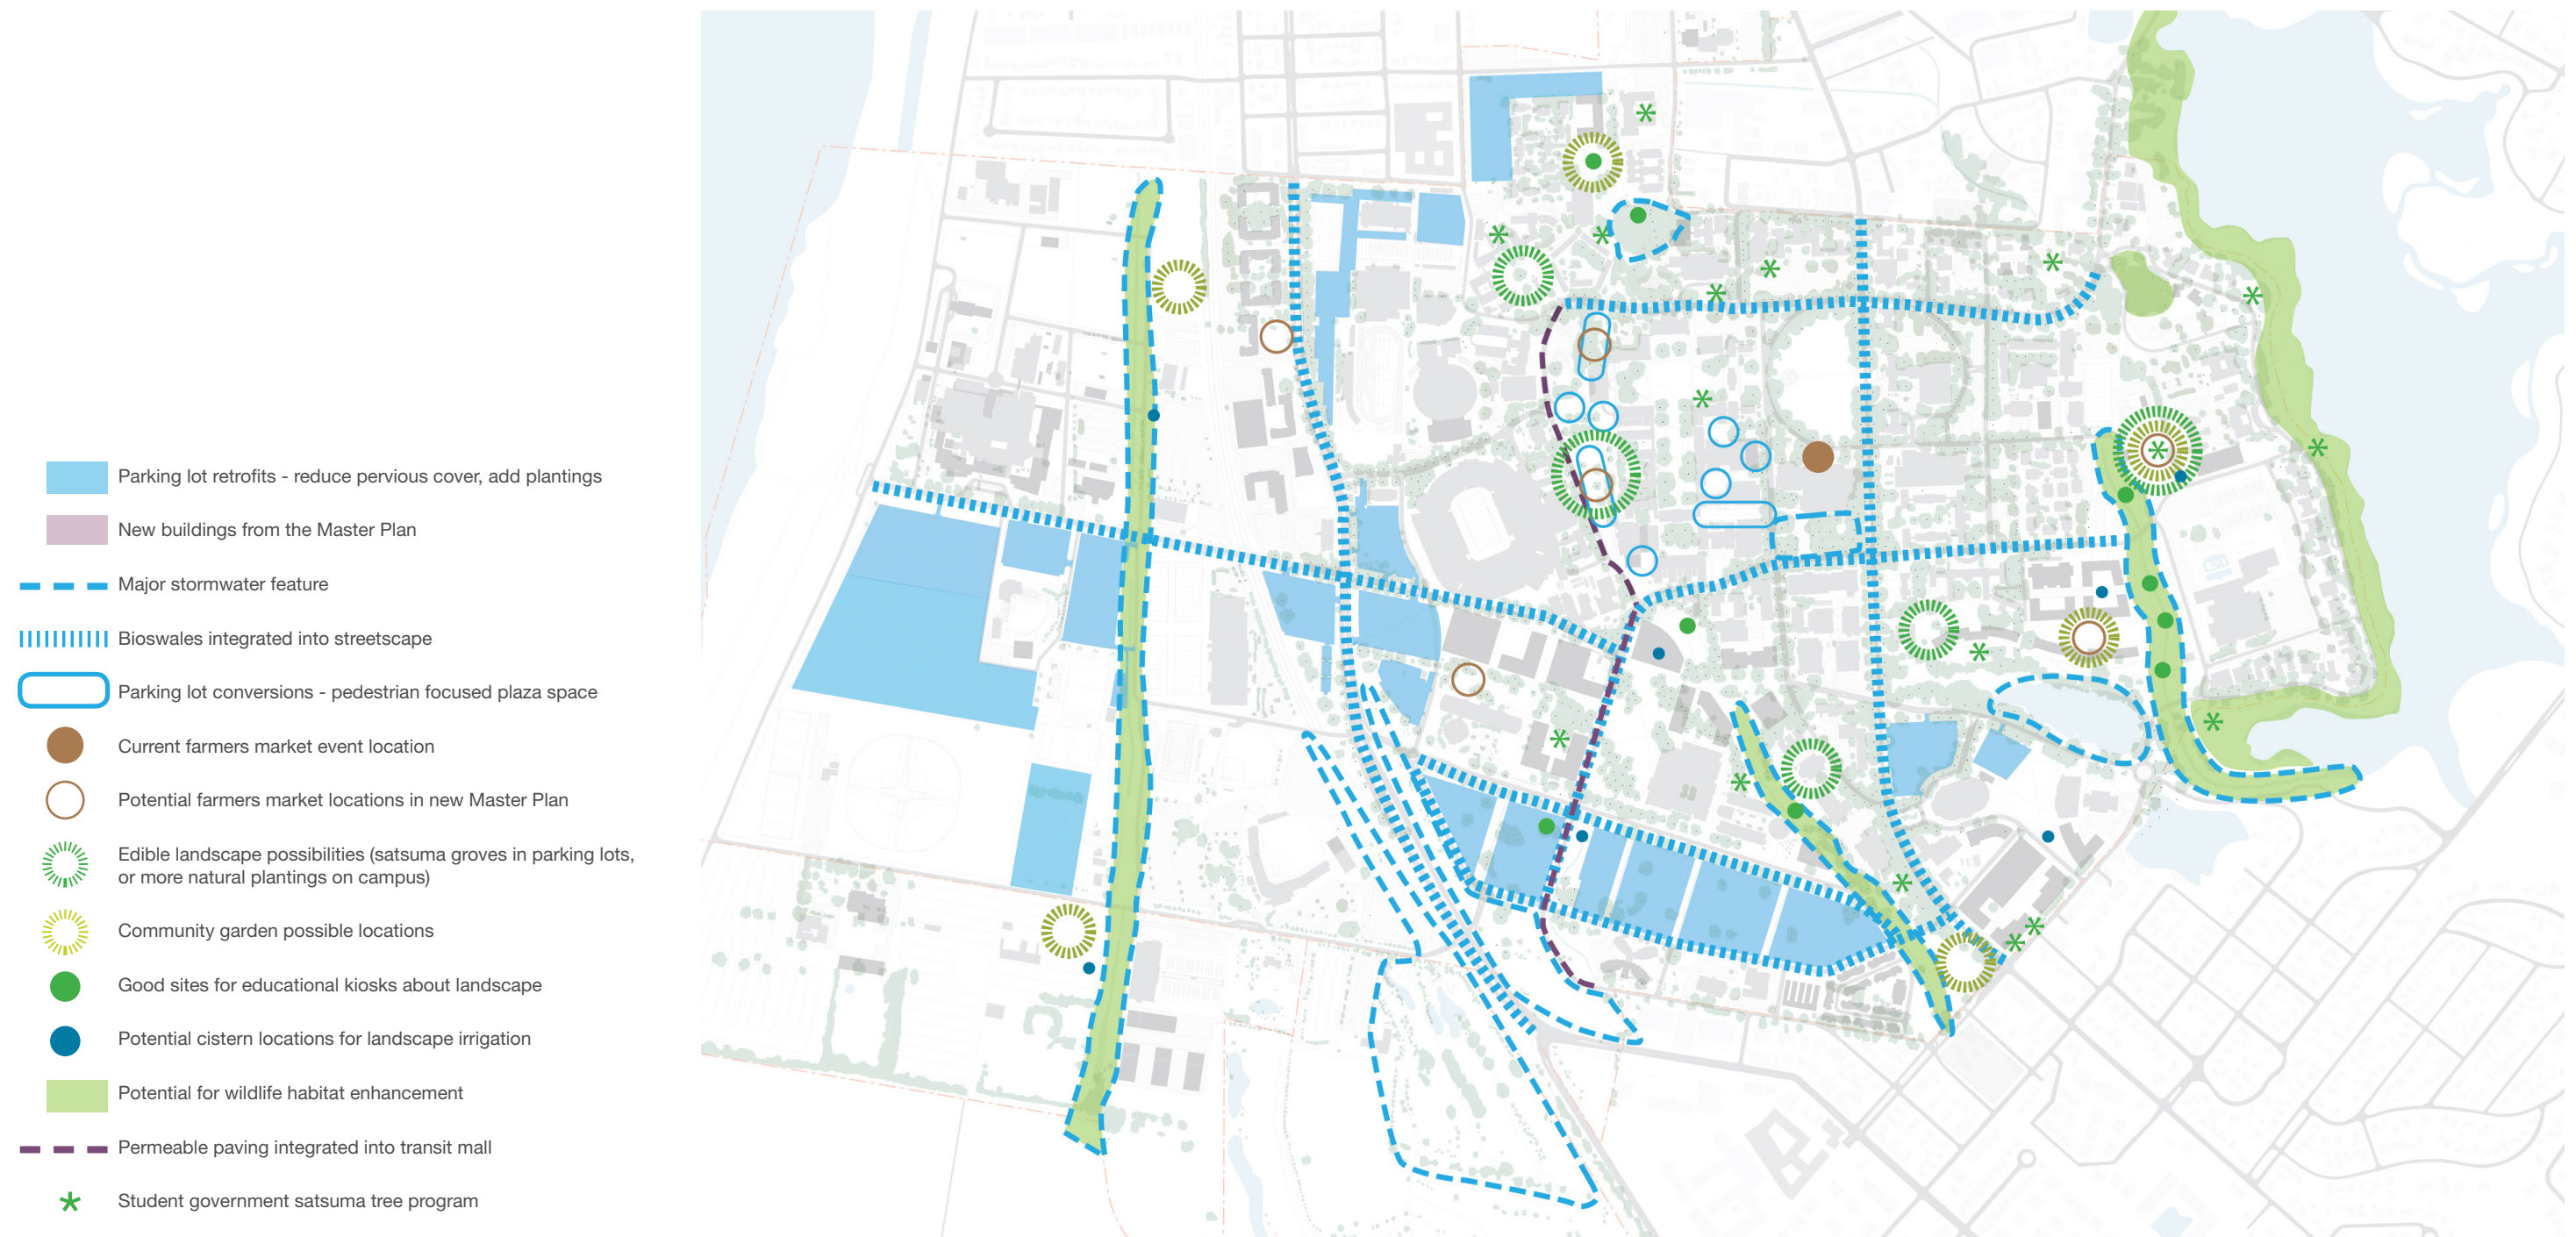 Parking lot retrofits - reduce pervious cover, add plantings
New buildings from the Master Plan
Major stormwater feature
Bioswales integrated into streetscape
Parking lot conversions - pedestrian focused plaza space
Current farmers market event location
Potential farmers market locations in new Master Plan
Edible landscape possibilities (satsuma groves in parking lots,
or more natural plantings on campus)
Community garden possible locations
Good sites for educational kiosks about landscape
Potential cistern locations for landscape irrigation
Potential for wildlife habitat enhancement
Permeable paving integrated into transit mall
Student government satsuma tree program